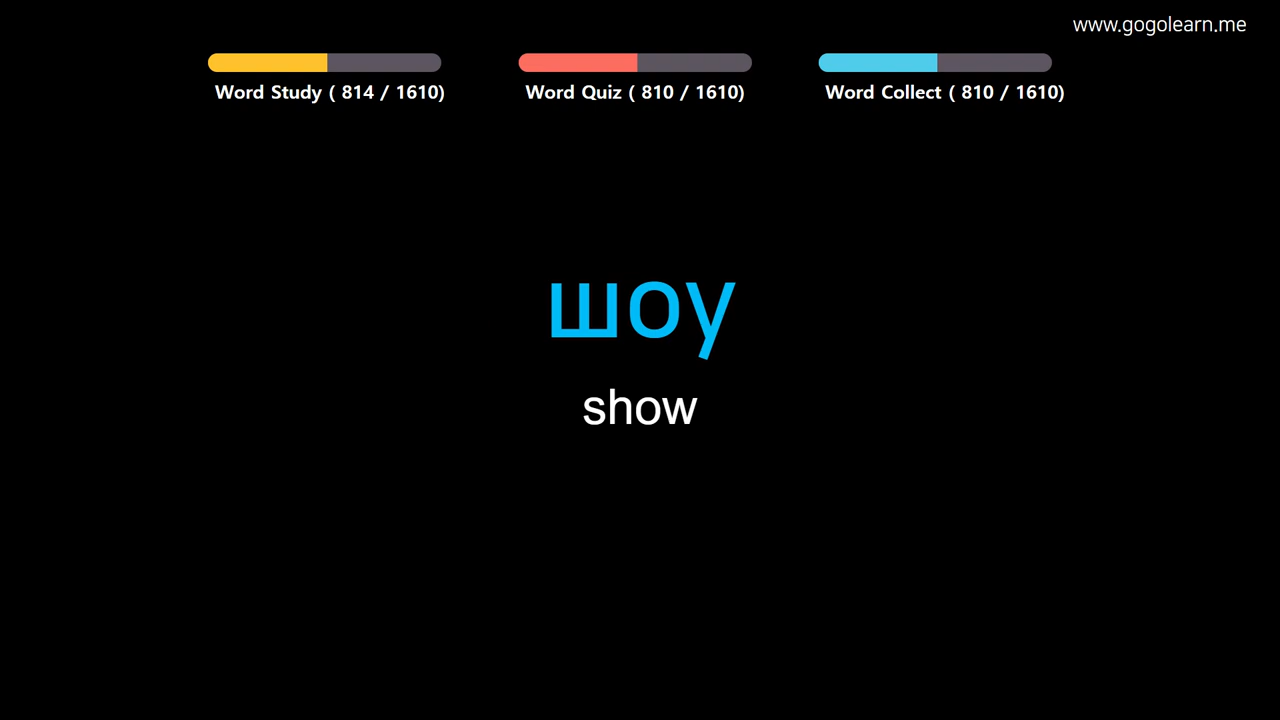 www.gogolearn.me
Word Study ( 814 / 1610)
Word Quiz ( 810 / 1610)
Word Collect ( 810 / 1610)
шоу
show